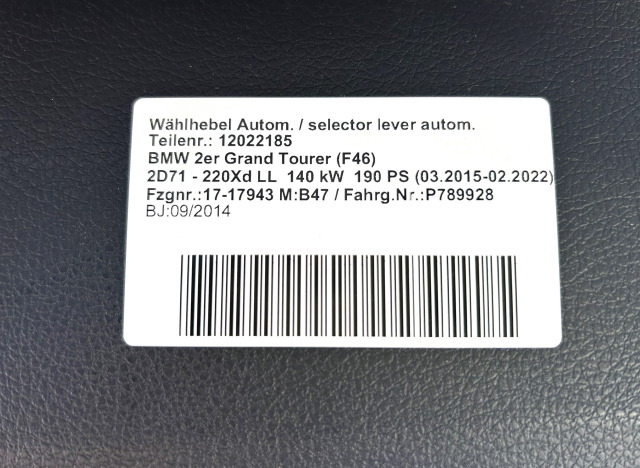 Wählhebel Autom. / selector lever autom.
Teilenr.: 12022185
BMW 2er Grand Tourer (F46)
2D71 - 220Xd LL 140 kW 190 PS (03.2015-02.2022)
Fzgnr.:17-17943 M:B47 / Fahrg.Nr.:P789928
BJ:09/2014